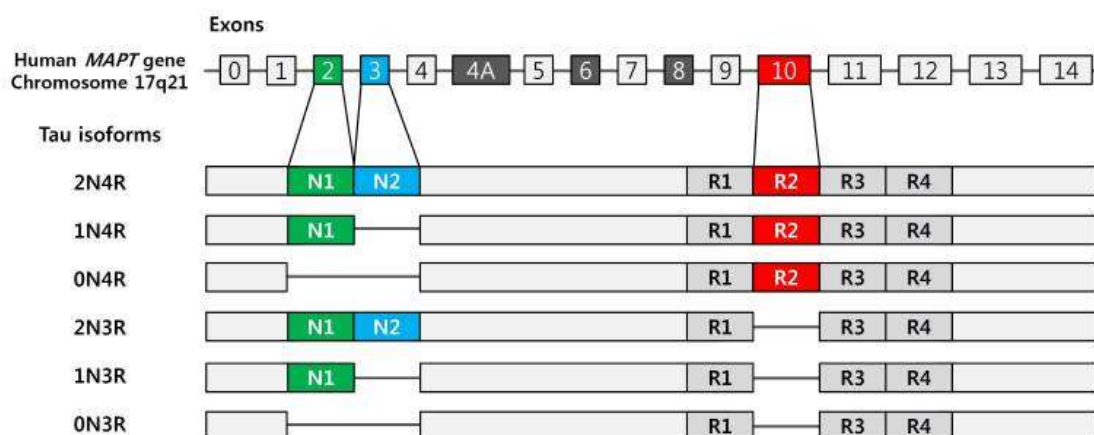 Exons
Human MAPT gene
Chromosome 17q21
0 1 2 3 4 4A 5 6 7 8 9 10 11 12 13 14
Tau isoforms
2N4R N1 N2 R1 R2 R3 R4
1N4R N1 R1 R2 R3 R4
0N4R R1 R2 R3 R4
2N3R N1 N2 R1 R3 R4
1N3R N1 R1 R3 R4
0N3R R1 R3 R4